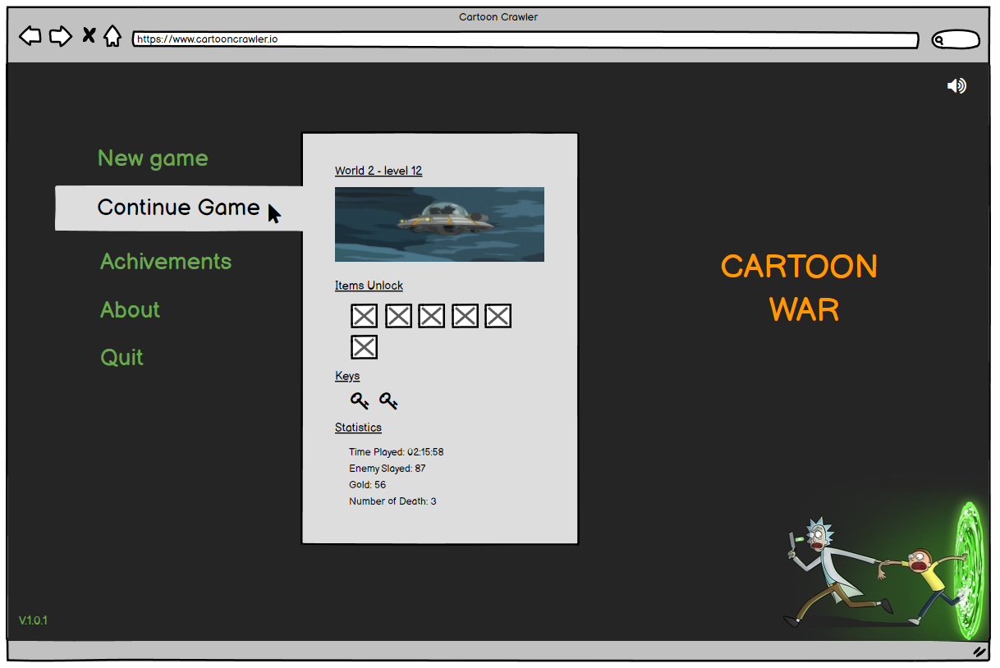 Cartoon Crawler
https://www.cartooncrawler.io
New game
Continue Game
Achivements
About
Quit
World 2 - level 12
Items Unlock
Keys
Statistics
Time Played: 02:15:58
Enemy Slayed: 87
Gold: 56
Number of Death: 3
CARTOON
WAR
V.1.0.1